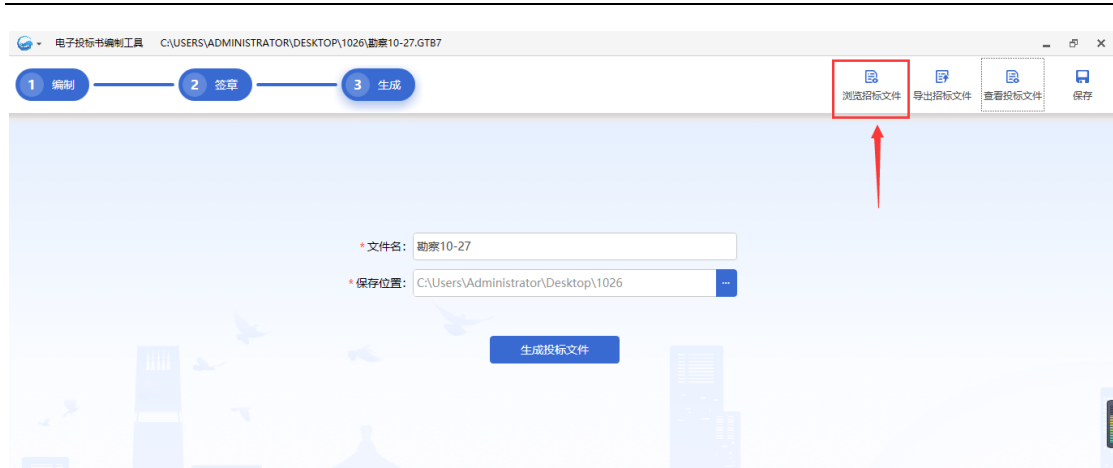 电子投标书编制工具 C:\USERS\ADMINISTRATOR\DESKTOP\1026\勘察10-27.GTB7
1 编制 2 签章 3 生成
浏览招标文件 导出招标文件 查看投标文件 保存
*文件名: 勘察10-27
*保存位置: C:\Users\Administrator\Desktop\1026 ...
生成投标文件